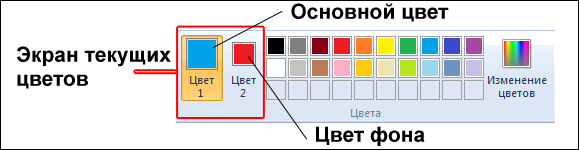 Основной цвет
Экран текущих
цветов
Цвет
1
Цвет
2
Изменение
цветов
Цвета
Цвет фона